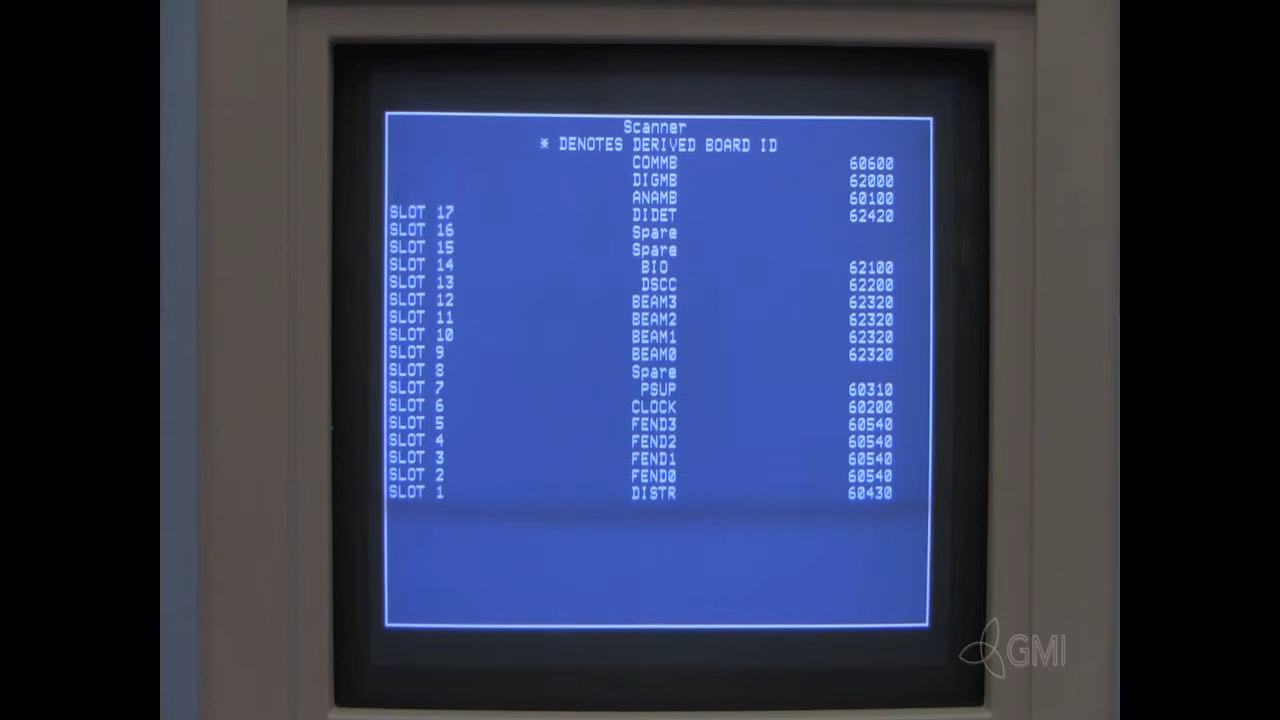 Scanner
* DENOTES DERIVED BOARD ID
COMMB 60600
DIGMB 62000
ANAMB 60100
SLOT 17 DIDET 62420
SLOT 16 Spare
SLOT 15 Spare
SLOT 14 BIO 62100
SLOT 13 DSCC 62200
SLOT 12 BEAM3 62320
SLOT 11 BEAM2 62320
SLOT 10 BEAM1 62320
SLOT 9 BEAM0 62320
SLOT 8 Spare
SLOT 7 PSUP 60310
SLOT 6 CLOCK 60200
SLOT 5 FEND3 60540
SLOT 4 FEND2 60540
SLOT 3 FEND1 60540
SLOT 2 FEND0 60540
SLOT 1 DISTR 60430
GMI